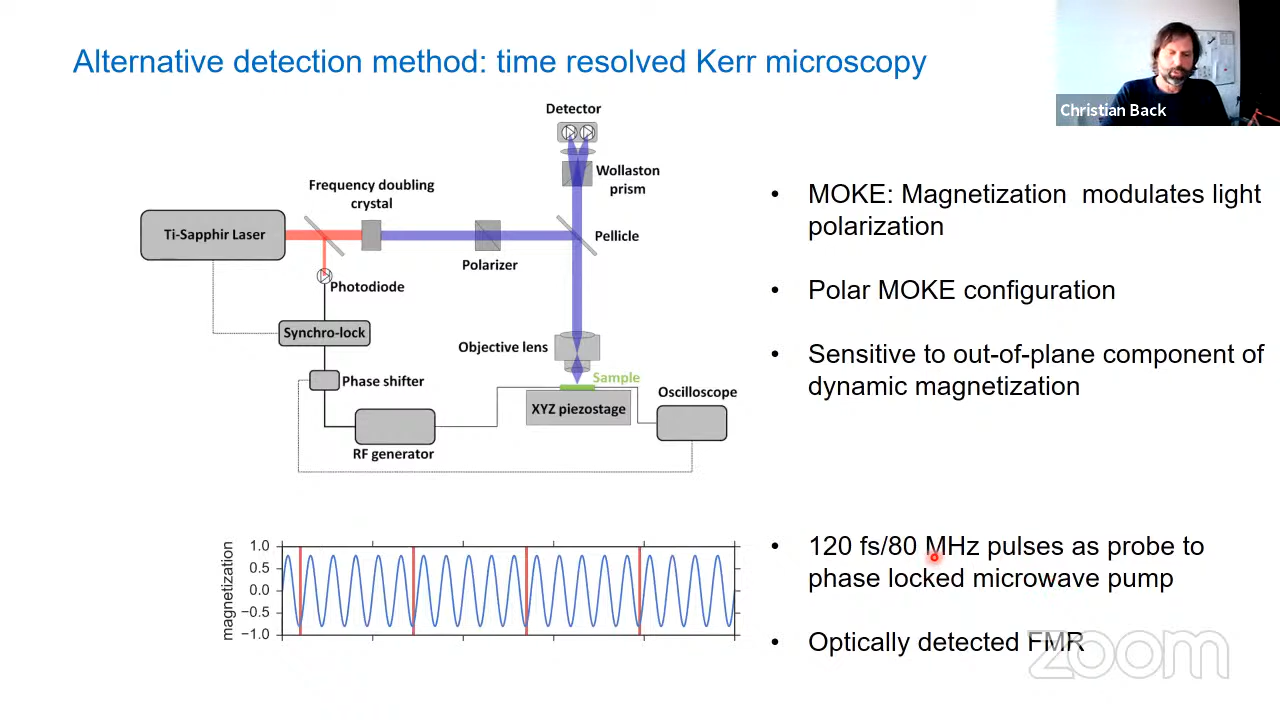 Alternative detection method: time resolved Kerr microscopy
Christian Back
Detector
Wollaston
prism
Frequency doubling
crystal
Ti-Sapphir Laser
Pellicle
Polarizer
Photodiode
Synchro-lock
Objective lens
Phase shifter
Sample
XYZ piezostage
Oscilloscope
RF generator
• MOKE: Magnetization modulates light
polarization
• Polar MOKE configuration
• Sensitive to out-of-plane component of
dynamic magnetization
magnetization
1.0
0.5
0.0
−0.5
−1.0
• 120 fs/80 MHz pulses as probe to
phase locked microwave pump
• Optically detected FMR
zoom